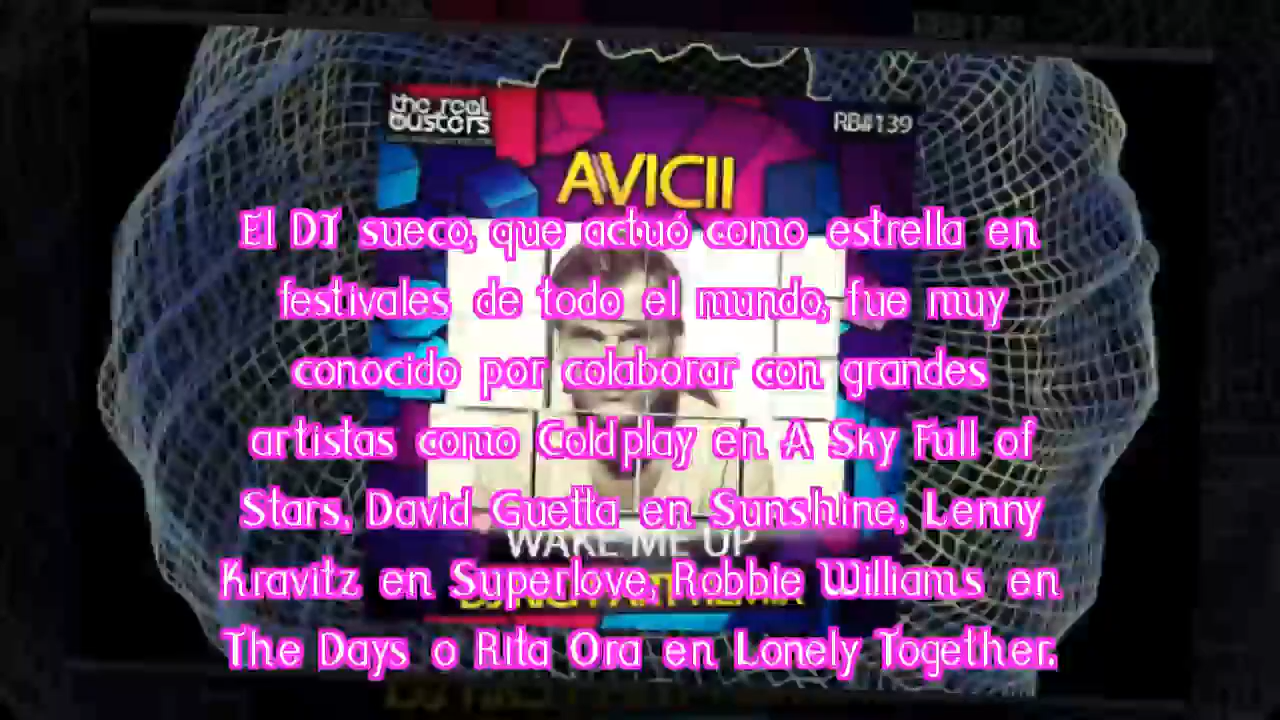 the real
busters
RB#139
AVICII
El DJ sueco, que actuó como estrella en
festivales de todo el mundo, fue muy
conocido por colaborar con grandes
artistas como Coldplay en A Sky Full of
Stars, David Guetta en Sunshine, Lenny
WAKE ME UP
Kravitz en Superlove, Robbie Williams en
The Days o Rita Ora en Lonely Together.